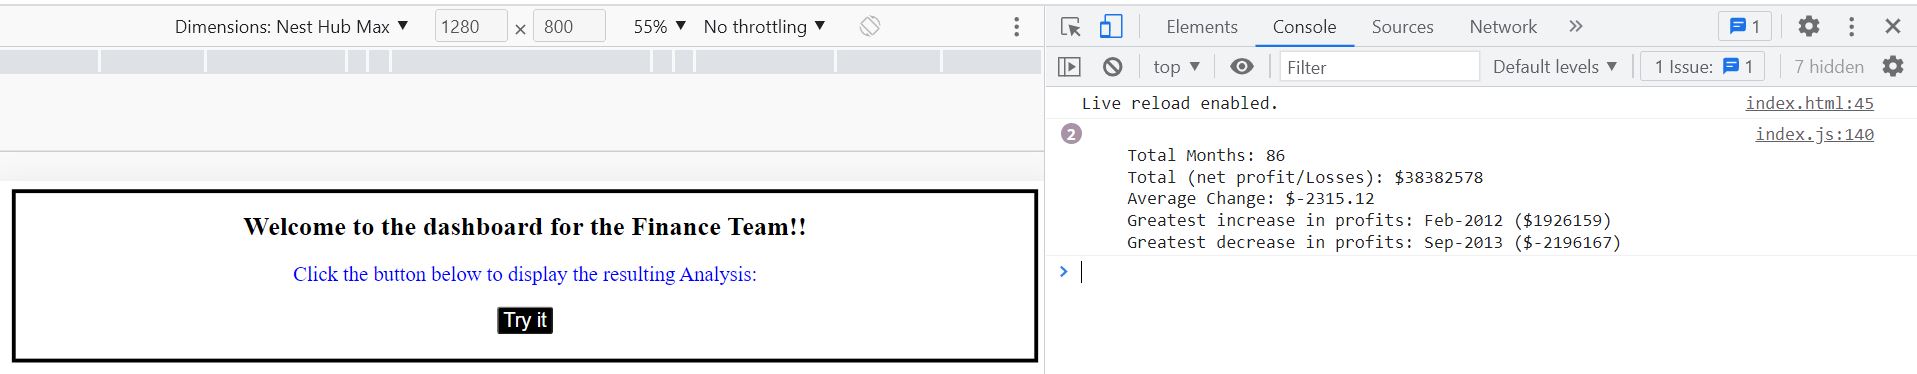 Dimensions: Nest Hub Max ▼ 1280 × 800 55% ▼ No throttling ▼
Welcome to the dashboard for the Finance Team!!
Click the button below to display the resulting Analysis:
Try it
Elements Console Sources Network » 1
top ▼ Filter Default levels ▼ 1 Issue: 1 7 hidden
Live reload enabled. index.html:45
2 index.js:140
Total Months: 86
Total (net profit/Losses): $38382578
Average Change: $-2315.12
Greatest increase in profits: Feb-2012 ($1926159)
Greatest decrease in profits: Sep-2013 ($-2196167)
>